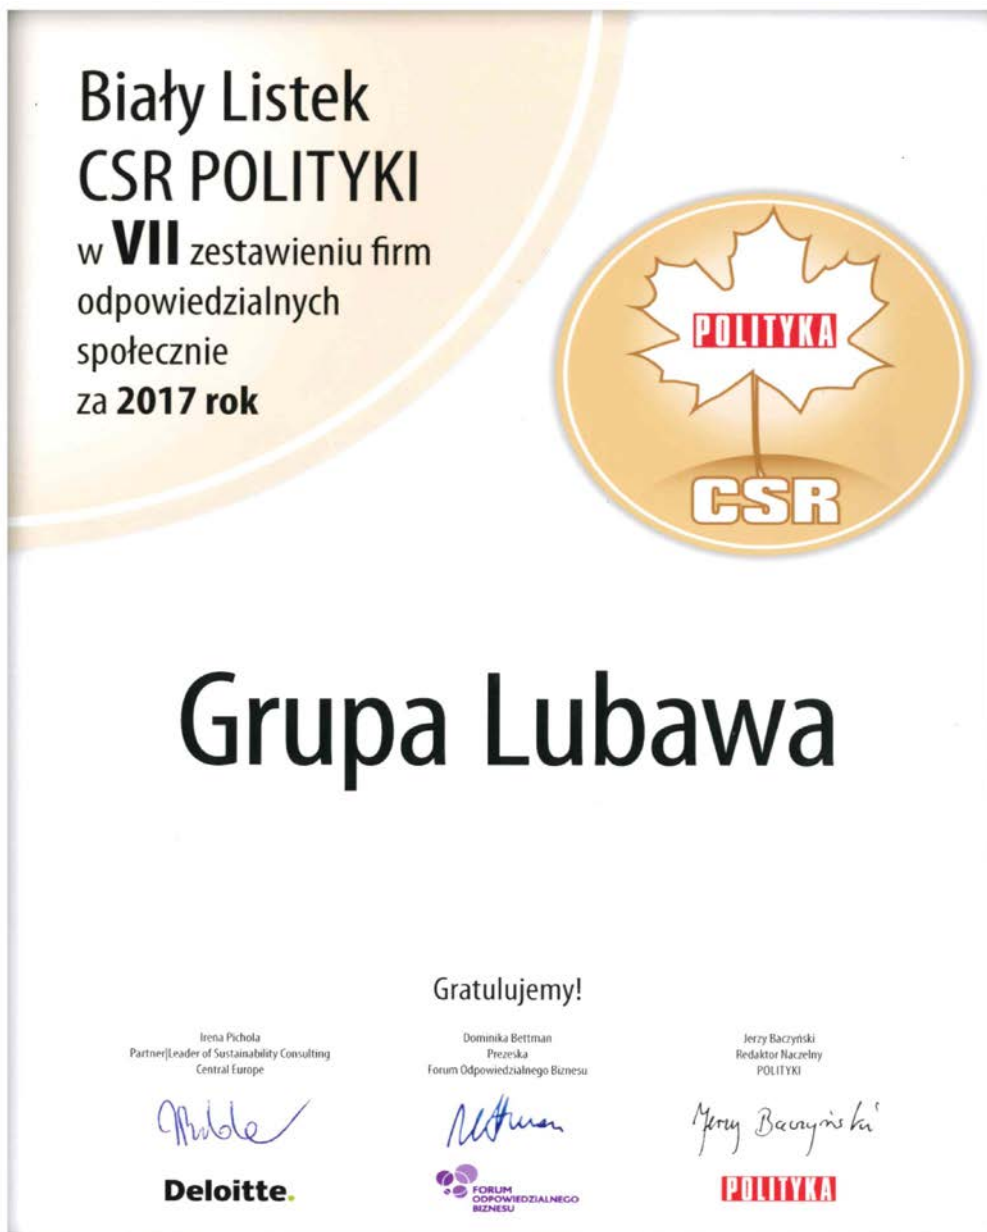 Biały Listek
CSR POLITYKI
w VII zestawieniu firm
odpowiedzialnych
społecznie
za 2017 rok
POLITYKA
CSR
Grupa Lubawa
Gratulujemy!
Irena Pichola
Partner|Leader of Sustainability Consulting
Central Europe
Dominika Bettman
Prezeska
Forum Odpowiedzialnego Biznesu
Jerzy Baczyński
Redaktor Naczelny
POLITYKI
Jerzy Baczyński
Deloitte.
FORUM
ODPOWIEDZIALNEGO
BIZNESU
POLITYKA